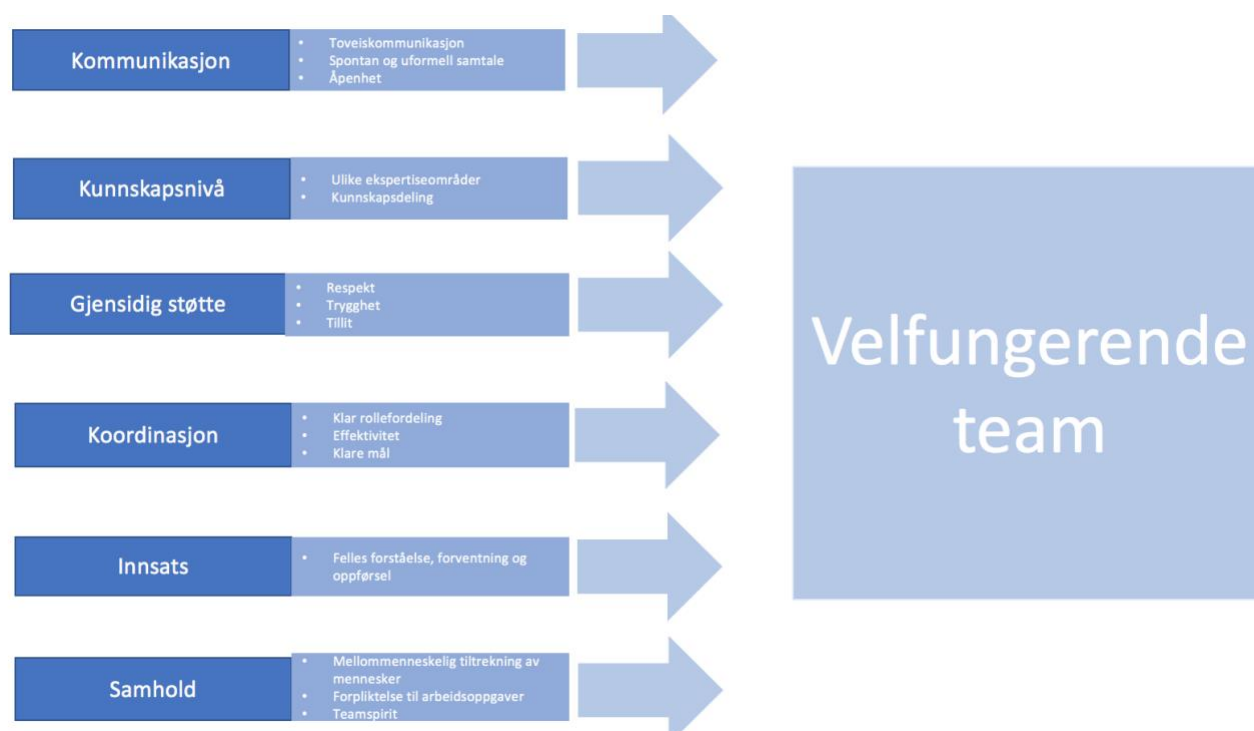 Kommunikasjon
• Toveiskommunikasjon
• Spontan og uformell samtale
• Åpenhet
Kunnskapsnivå
• Ulike ekspertiseområder
• Kunnskapsdeling
Gjensidig støtte
• Respekt
• Trygghet
• Tillit
Koordinasjon
• Klar rollefordeling
• Effektivitet
• Klare mål
Innsats
• Felles forståelse, forventning og
oppførsel
Samhold
• Mellommenneskelig tiltrekning av
mennesker
• Forpliktelse til arbeidsoppgaver
• Teamspirit
Velfungerende
team